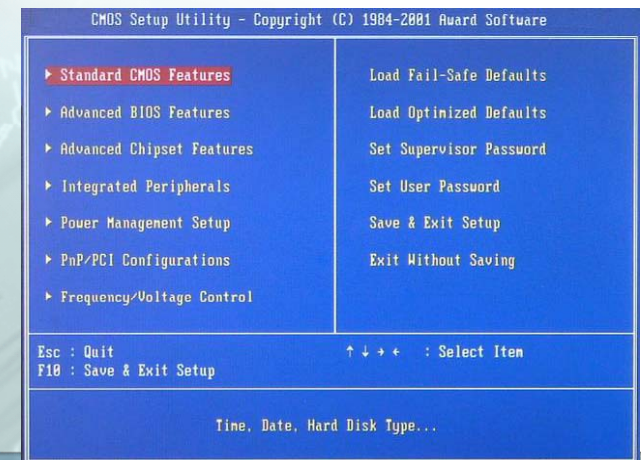 CMOS Setup Utility - Copyright (C) 1984-2001 Award Software
▶ Standard CMOS Features
▶ Advanced BIOS Features
▶ Advanced Chipset Features
▶ Integrated Peripherals
▶ Power Management Setup
▶ PnP/PCI Configurations
▶ Frequency/Voltage Control
Load Fail-Safe Defaults
Load Optimized Defaults
Set Supervisor Password
Set User Password
Save & Exit Setup
Exit Without Saving
Esc : Quit
F10 : Save & Exit Setup
↑ ↓ → ← : Select Item
Time, Date, Hard Disk Type...